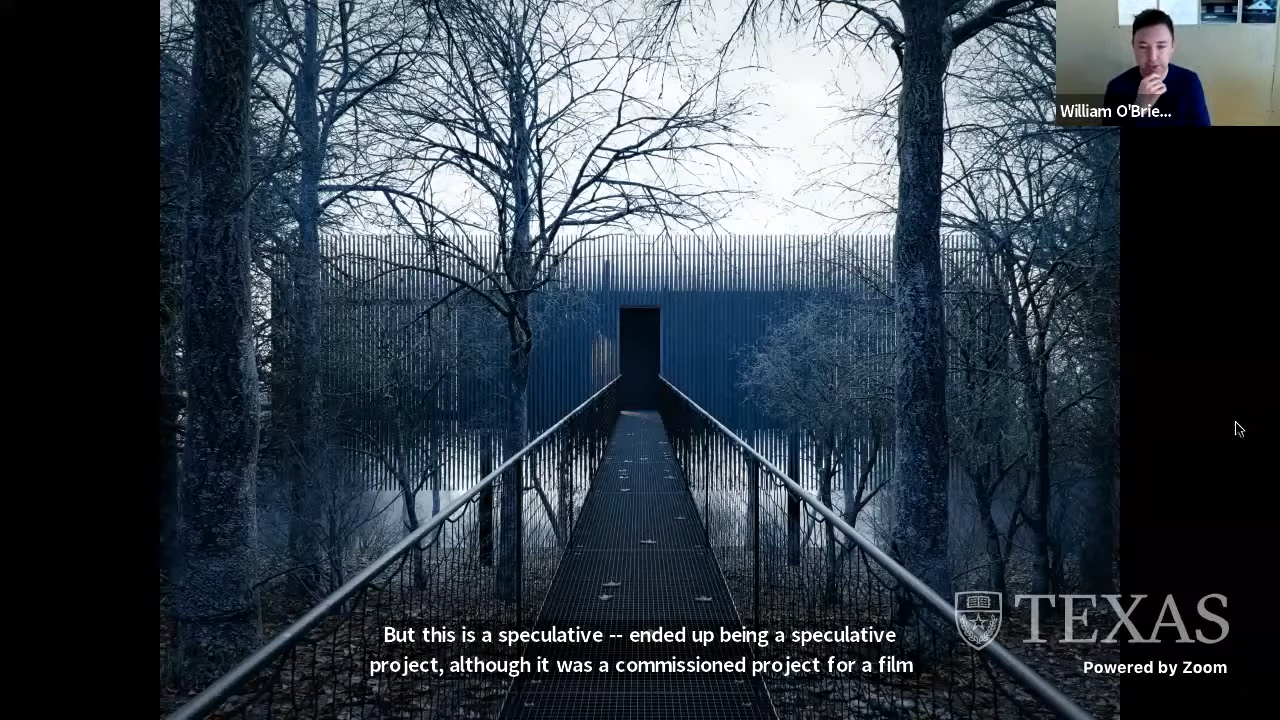 William O'Brie...
But this is a speculative -- ended up being a speculative
project, although it was a commissioned project for a film
TEXAS
Powered by Zoom